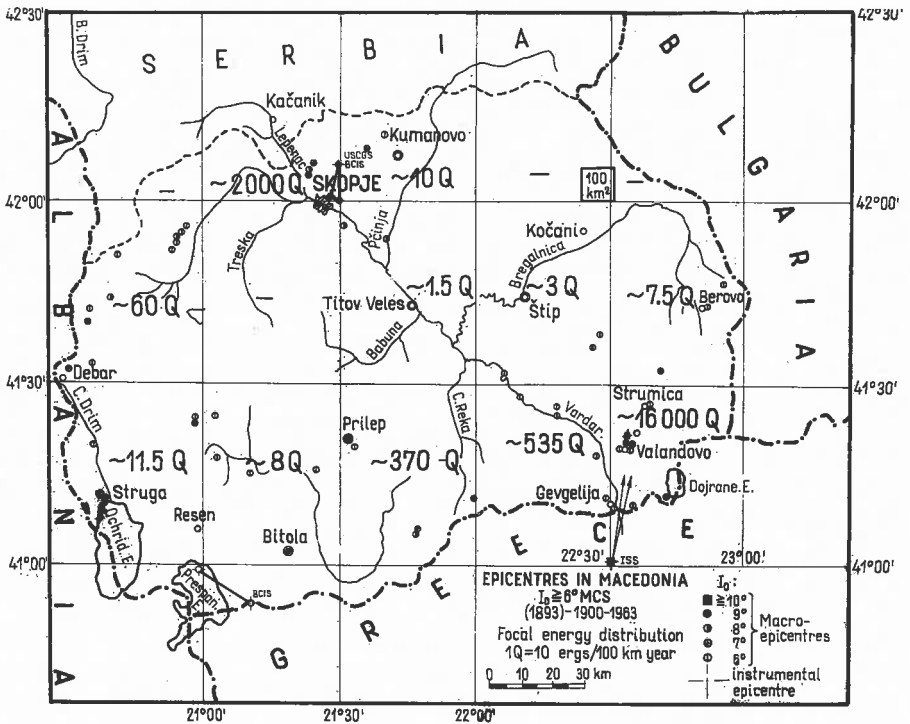 42°30'
42°30'
B. Drim
S E R B I A
BULGARIA
ALBANIA
GREECE
Kačanik
Lepenac
Kumanovo
USCGS
BCIS
~2000 Q
SKOPJE
~10 Q
100
km²
42°00'
42°00'
Kočani
Pčinja
Bregalnica
Treska
~60 Q
~1.5 Q
~3 Q
~7.5 Q
Berovo
Titov Veles
Štip
Babuna
41°30'
41°30'
Debar
Č. Drim
C. Reka
Vardar
Strumica
~16 000 Q
Prilep
~535 Q
Valandovo
~11.5 Q
~8 Q
~370 Q
Struga
Gevgelija
Dojrane.E.
Resen
Ochrid.E.
Bitola
41°00'
41°00'
22°30'
ISS
23°00'
Prespan.
E.
BCIS
EPICENTRES IN MACEDONIA
I₀≧6° MCS
(1893)-1900-1963
Focal energy distribution
1Q=10 ergs/100 km year
0 10 20 30 km
I₀:
≧10°
9°
8°
7°
6°
Macro-
epicentres
instrumental
epicentre
21°00'
21°30'
22°00'